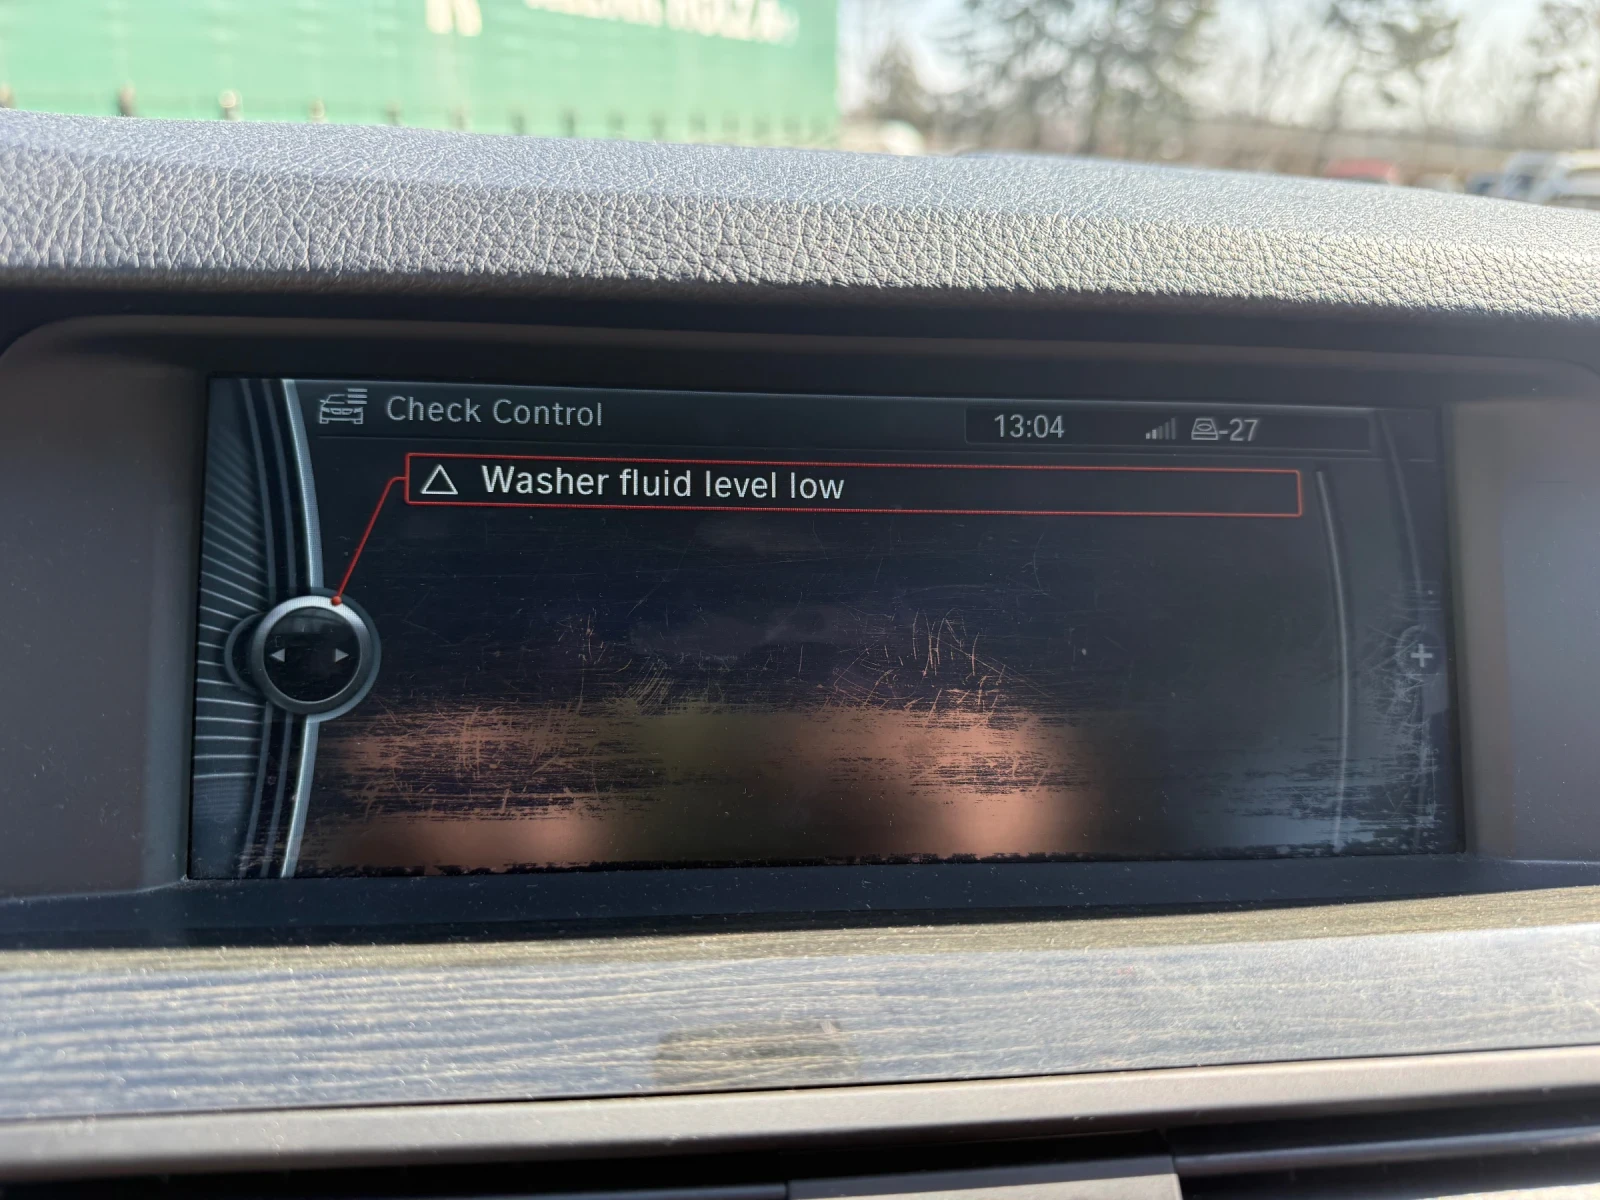 Check Control
13:04
-27
Washer fluid level low
+